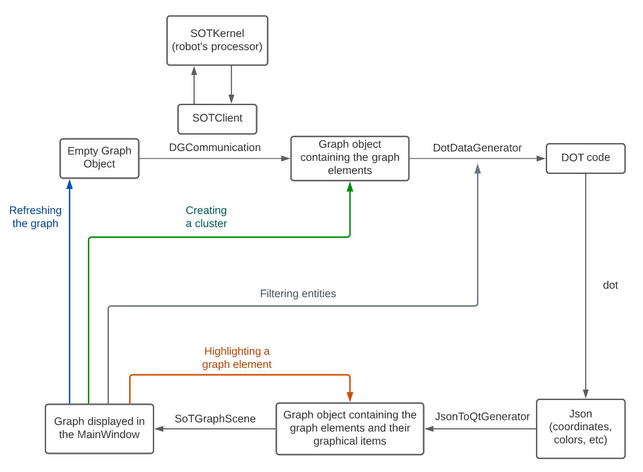 SOTKernel
(robot's processor)
SOTClient
Empty Graph
Object
DGCommunication
Graph object
containing the graph
elements
DotDataGenerator
DOT code
Refreshing
the graph
Creating
a cluster
Filtering entities
dot
Highlighting a
graph element
Graph displayed in
the MainWindow
SoTGraphScene
Graph object containing the
graph elements and their
graphical items
JsonToQtGenerator
Json
(coordinates,
colors, etc)